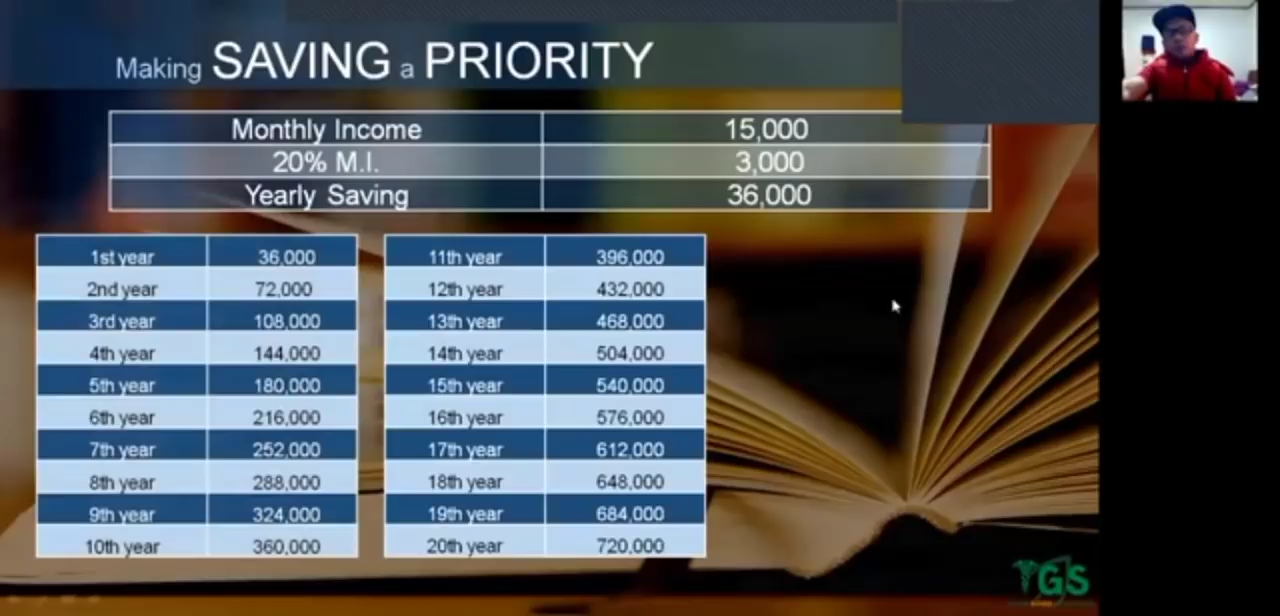 Making SAVING a PRIORITY
Monthly Income 15,000
20% M.I. 3,000
Yearly Saving 36,000
1st year 36,000
2nd year 72,000
3rd year 108,000
4th year 144,000
5th year 180,000
6th year 216,000
7th year 252,000
8th year 288,000
9th year 324,000
10th year 360,000
11th year 396,000
12th year 432,000
13th year 468,000
14th year 504,000
15th year 540,000
16th year 576,000
17th year 612,000
18th year 648,000
19th year 684,000
20th year 720,000
GS